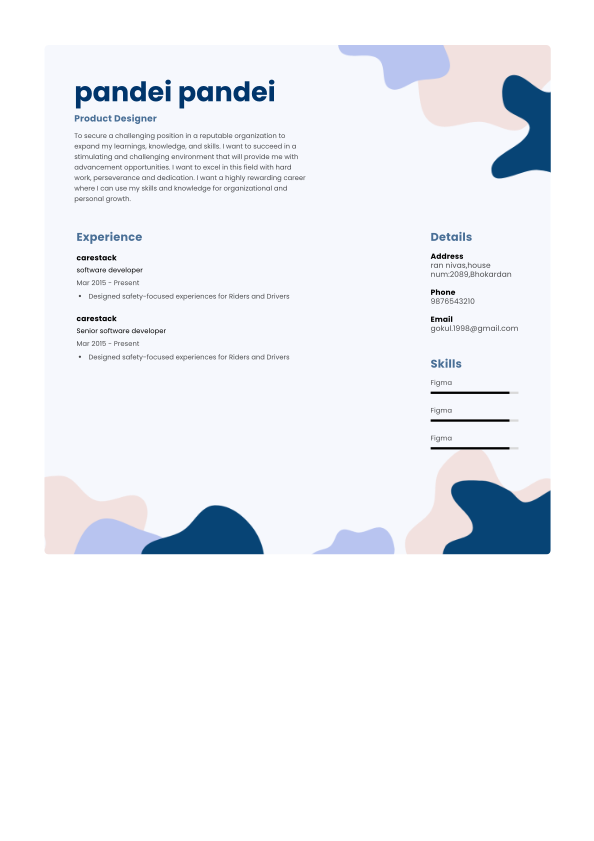 pandei pandei
Product Designer
To secure a challenging position in a reputable organization to
expand my learnings, knowledge, and skills. I want to succeed in a
stimulating and challenging environment that will provide me with
advancement opportunities. I want to excel in this field with hard
work, perseverance and dedication. I want a highly rewarding career
where I can use my skills and knowledge for organizational and
personal growth.
Experience
carestack
software developer
Mar 2015 - Present
• Designed safety-focused experiences for Riders and Drivers
carestack
Senior software developer
Mar 2015 - Present
• Designed safety-focused experiences for Riders and Drivers
Details
Address
ran nivas,house
num:2089,Bhokardan
Phone
9876543210
Email
gokul.1998@gmail.com
Skills
Figma
Figma
Figma